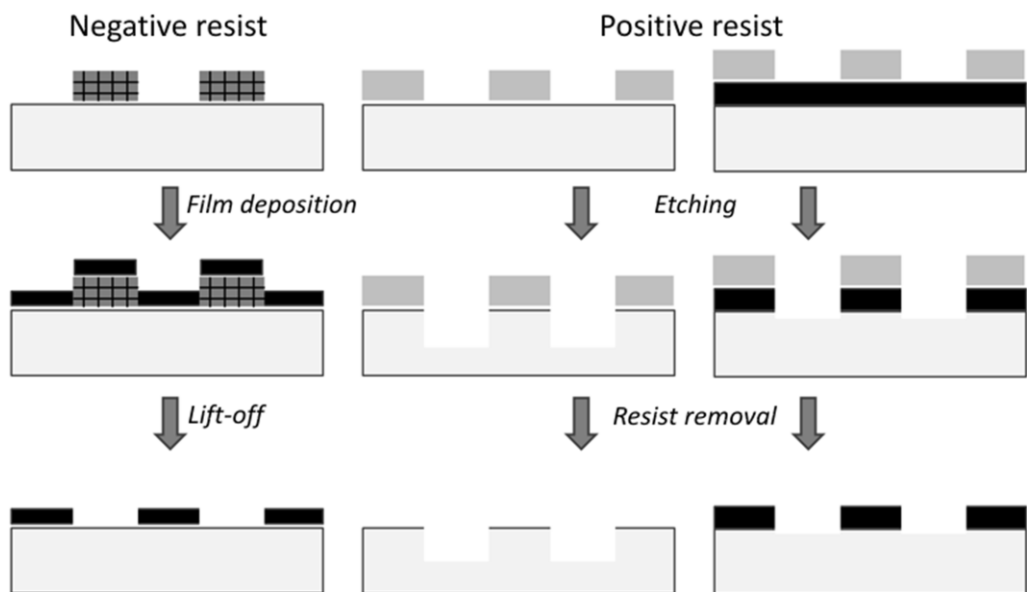 Negative resist
Positive resist
Film deposition
Etching
Lift-off
Resist removal